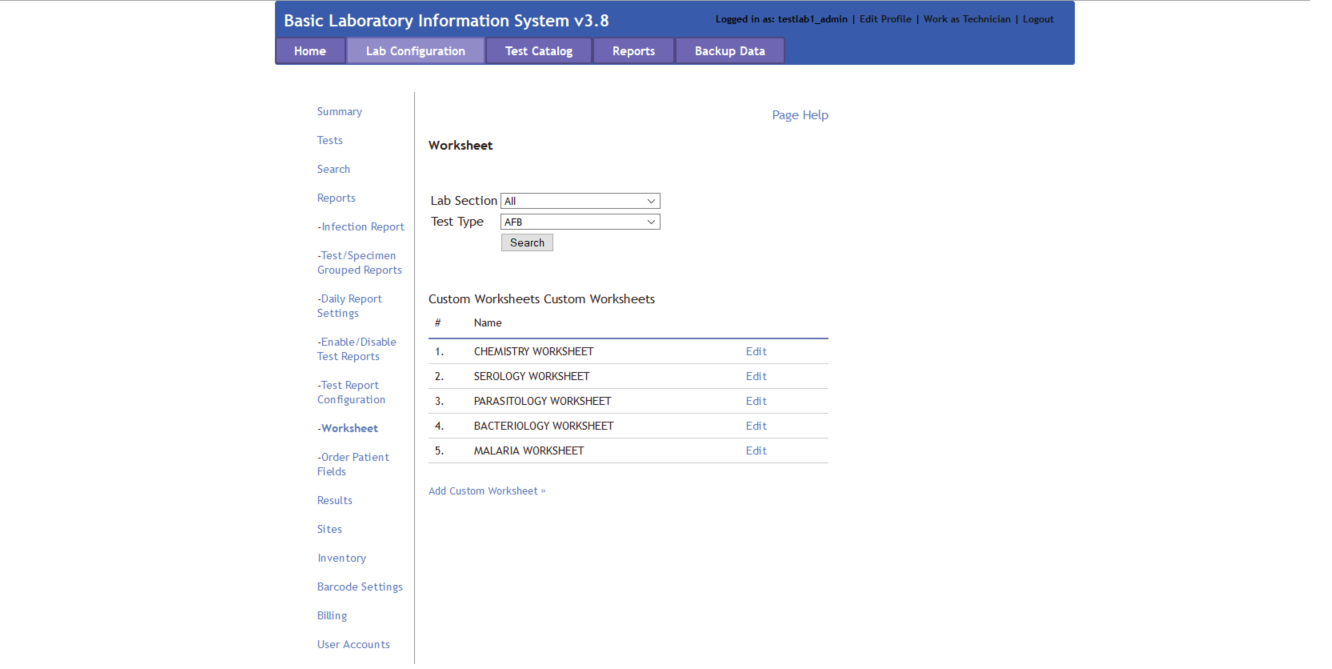 Basic Laboratory Information System v3.8
Logged in as: testlab1_admin | Edit Profile | Work as Technician | Logout
Home Lab Configuration Test Catalog Reports Backup Data
Summary
Tests
Search
Reports
-Infection Report
-Test/Specimen
Grouped Reports
-Daily Report
Settings
-Enable/Disable
Test Reports
-Test Report
Configuration
-Worksheet
-Order Patient
Fields
Results
Sites
Inventory
Barcode Settings
Billing
User Accounts
Page Help
Worksheet
Lab Section All
Test Type AFB
Search
Custom Worksheets Custom Worksheets
# Name
1. CHEMISTRY WORKSHEET Edit
2. SEROLOGY WORKSHEET Edit
3. PARASITOLOGY WORKSHEET Edit
4. BACTERIOLOGY WORKSHEET Edit
5. MALARIA WORKSHEET Edit
Add Custom Worksheet »